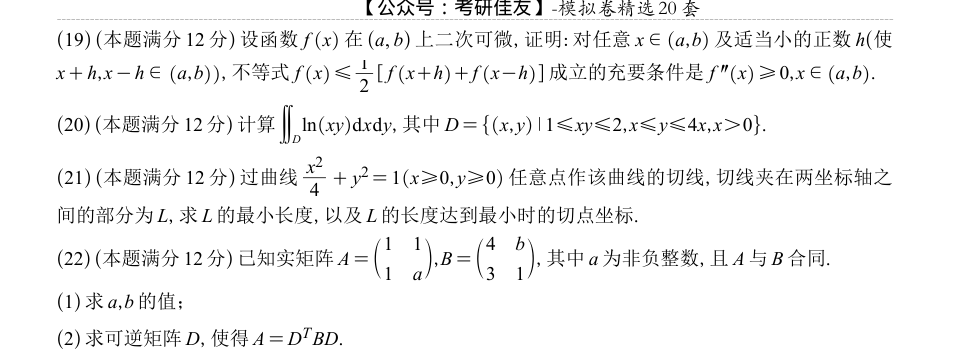 【公众号：考研佳友】-模拟卷精选 20 套
(19) (本题满分 12 分) 设函数 f(x) 在 (a,b) 上二次可微, 证明: 对任意 x∈(a,b) 及适当小的正数 h(使
x+h,x−h∈(a,b)), 不等式 f(x)≤1/2[f(x+h)+f(x−h)] 成立的充要条件是 f″(x)≥0,x∈(a,b).
(20) (本题满分 12 分) 计算∬_D ln(xy)dxdy, 其中 D={(x,y)|1≤xy≤2,x≤y≤4x,x>0}.
(21) (本题满分 12 分) 过曲线 x²/4+y²=1(x≥0,y≥0) 任意点作该曲线的切线, 切线夹在两坐标轴之
间的部分为 L, 求 L 的最小长度, 以及 L 的长度达到最小时的切点坐标.
(22) (本题满分 12 分) 已知实矩阵 A=(1 1; 1 a),B=(4 b; 3 1), 其中 a 为非负整数, 且 A 与 B 合同.
(1) 求 a,b 的值;
(2) 求可逆矩阵 D, 使得 A=D^T BD.